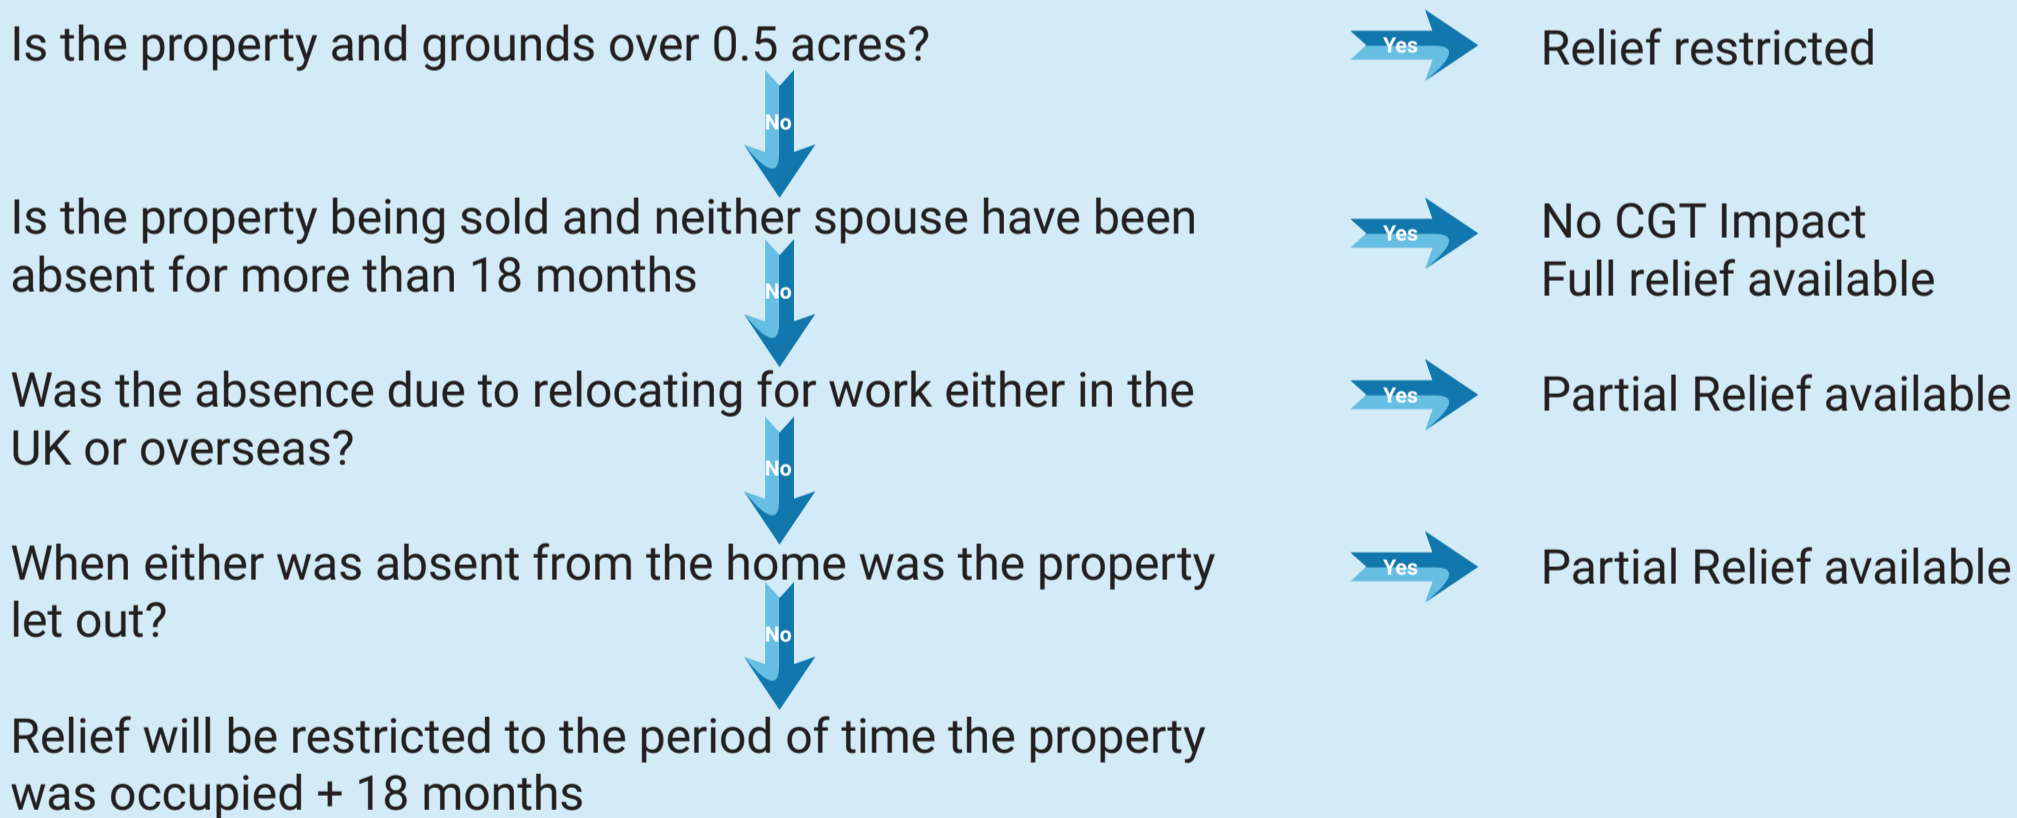 Is the property and grounds over 0.5 acres?
Yes
Relief restricted
No
Is the property being sold and neither spouse have been
absent for more than 18 months
Yes
No CGT Impact
Full relief available
No
Was the absence due to relocating for work either in the
UK or overseas?
Yes
Partial Relief available
No
When either was absent from the home was the property
let out?
Yes
Partial Relief available
No
Relief will be restricted to the period of time the property
was occupied + 18 months